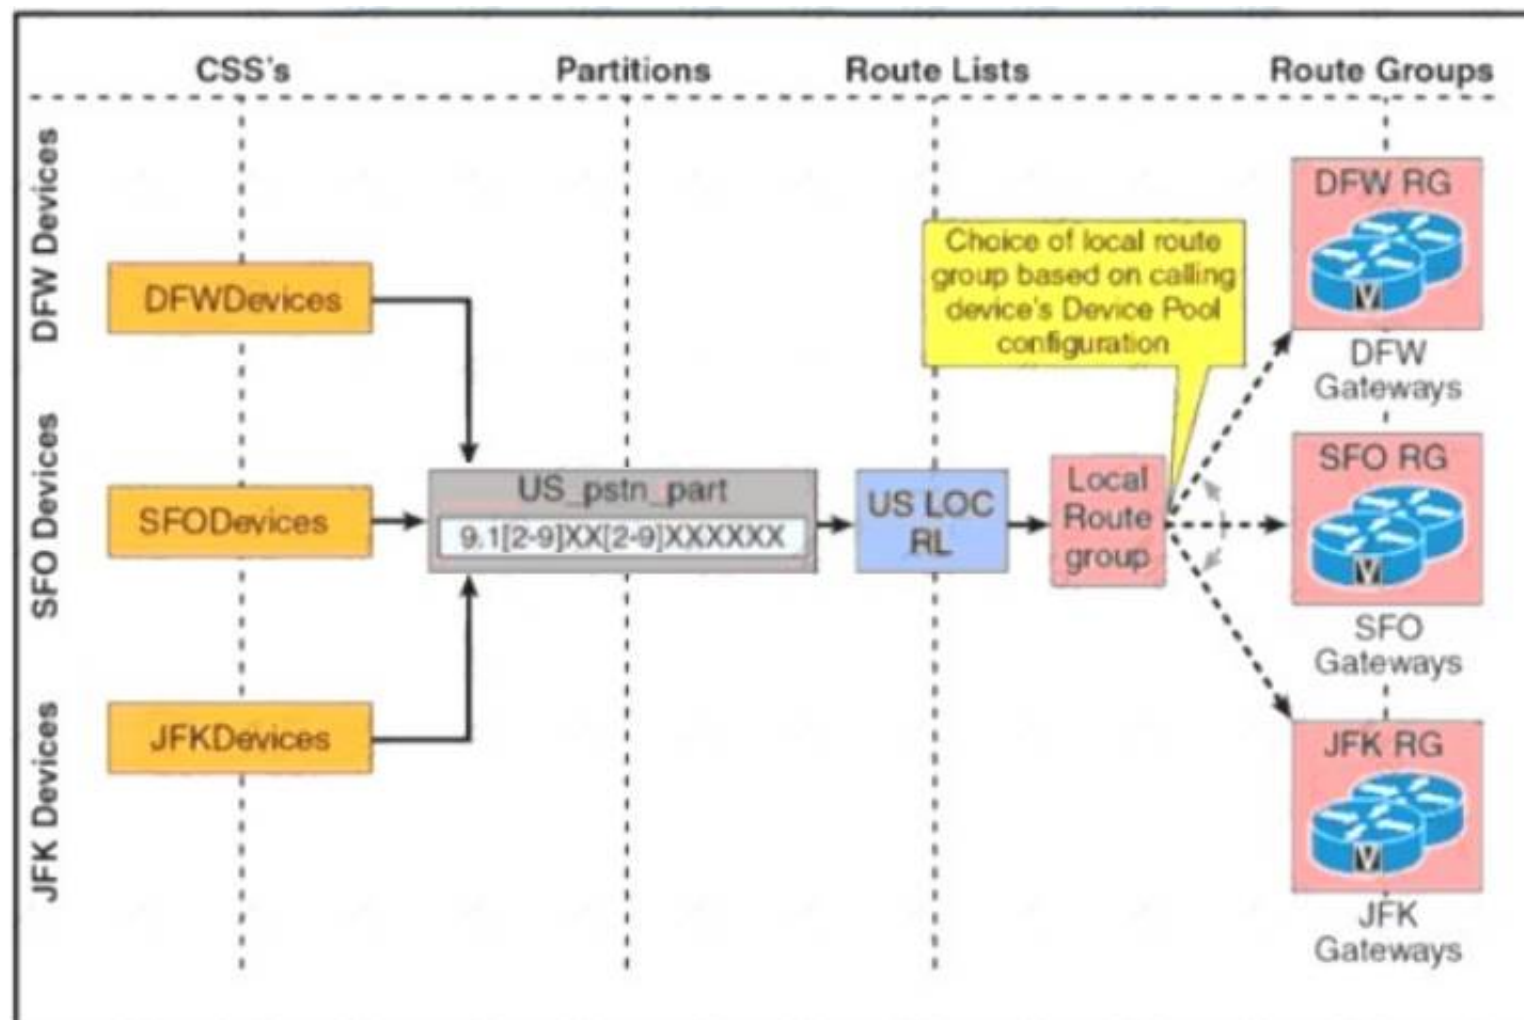 CSS's
Partitions
Route Lists
Route Groups
DFW Devices
SFO Devices
JFK Devices
DFWDevices
SFODevices
JFKDevices
US_pstn_part
9.1[2-9]XX[2-9]XXXXXX
US LOC
RL
Local
Route
group
Choice of local route
group based on calling
device's Device Pool
configuration
DFW RG
V
DFW
Gateways
SFO RG
V
SFO
Gateways
JFK RG
V
JFK
Gateways